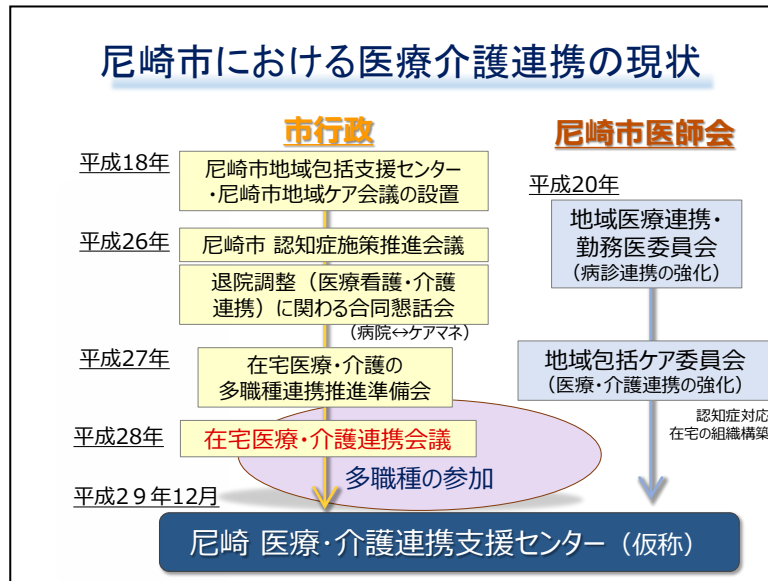 尼崎市における医療介護連携の現状
市行政
尼崎市医師会
平成18年
尼崎市地域包括支援センター
・尼崎市地域ケア会議の設置
平成20年
地域医療連携・
勤務医委員会
(病診連携の強化)
平成26年
尼崎市 認知症施策推進会議
退院調整（医療看護・介護
連携）に関わる合同懇話会
(病院↔ケアマネ)
平成27年
在宅医療・介護の
多職種連携推進準備会
地域包括ケア委員会
(医療・介護連携の強化)
認知症対応
在宅の組織構築
平成28年
在宅医療・介護連携会議
多職種の参加
平成２９年12月
尼崎 医療・介護連携支援センター（仮称）